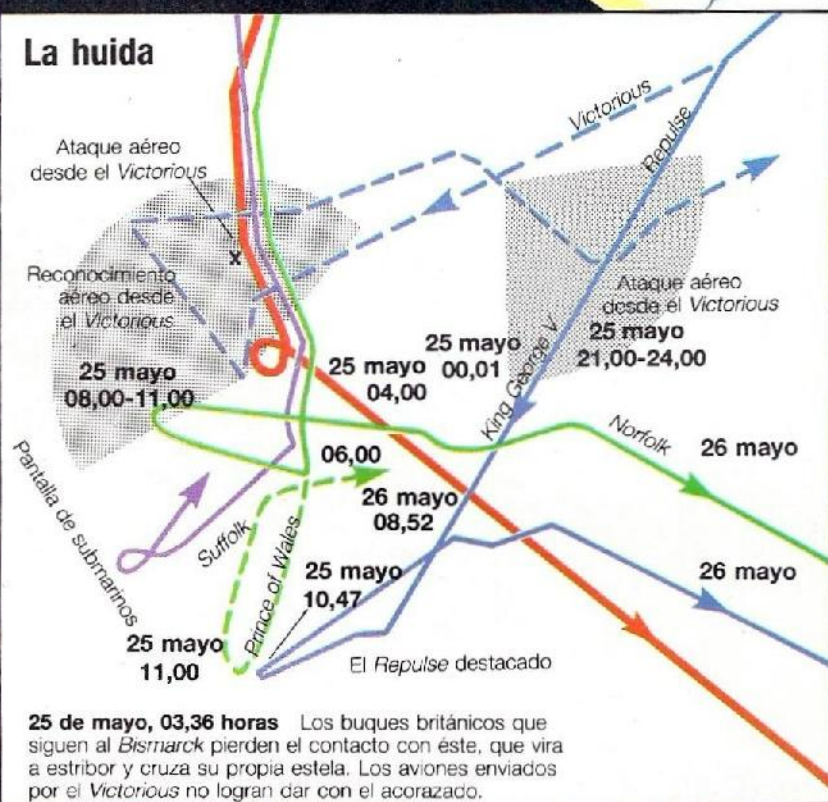 La huida
Victorious
Repulse
Ataque aéreo
desde el Victorious
x
Reconocimiento
aéreo desde
el Victorious
25 mayo
08,00-11,00
Ataque aéreo
desde el Victorious
25 mayo
21,00-24,00
25 mayo
00,01
25 mayo
04,00
King George V
Norfolk
26 mayo
06,00
26 mayo
08,52
Pantalla de submarinos
Suffolk
Prince of Wales
25 mayo
10,47
26 mayo
25 mayo
11,00
El Repulse destacado
25 de mayo, 03,36 horas Los buques británicos que
siguen al Bismarck pierden el contacto con éste, que vira
a estribor y cruza su propia estela. Los aviones enviados
por el Victorious no logran dar con el acorazado.